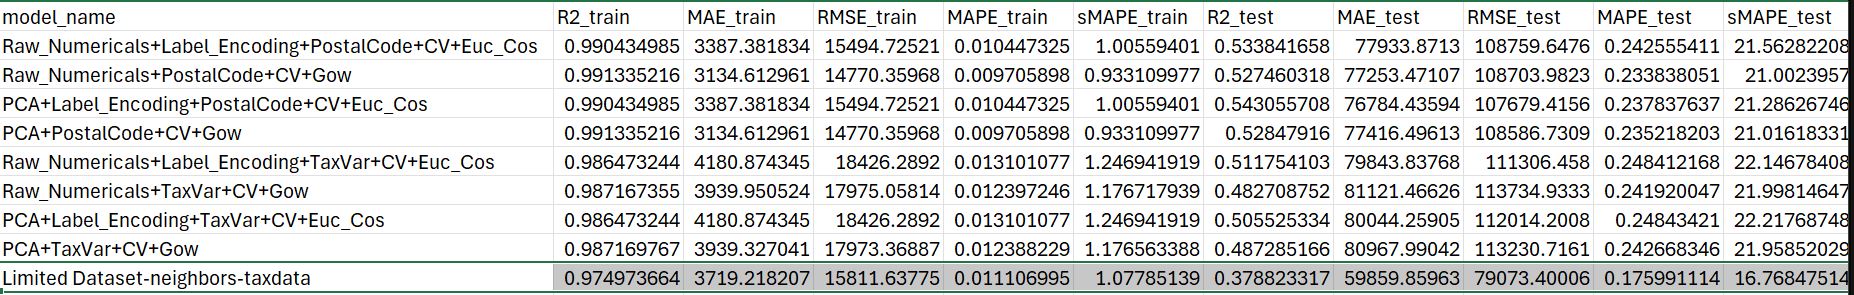 model_name R2_train MAE_train RMSE_train MAPE_train sMAPE_train R2_test MAE_test RMSE_test MAPE_test sMAPE_test
Raw_Numericals+Label_Encoding+PostalCode+CV+Euc_Cos 0.990434985 3387.381834 15494.72521 0.010447325 1.00559401 0.533841658 77933.8713 108759.6476 0.242555411 21.56282208
Raw_Numericals+PostalCode+CV+Gow 0.991335216 3134.612961 14770.35968 0.009705898 0.933109977 0.527460318 77253.47107 108703.9823 0.233838051 21.0023957
PCA+Label_Encoding+PostalCode+CV+Euc_Cos 0.990434985 3387.381834 15494.72521 0.010447325 1.00559401 0.543055708 76784.43594 107679.4156 0.237837637 21.28626746
PCA+PostalCode+CV+Gow 0.991335216 3134.612961 14770.35968 0.009705898 0.933109977 0.52847916 77416.49613 108586.7309 0.235218203 21.01618331
Raw_Numericals+Label_Encoding+TaxVar+CV+Euc_Cos 0.986473244 4180.874345 18426.2892 0.013101077 1.246941919 0.511754103 79843.83768 111306.458 0.248412168 22.14678408
Raw_Numericals+TaxVar+CV+Gow 0.987167355 3939.950524 17975.05814 0.012397246 1.176717939 0.482708752 81121.46626 113734.9333 0.241920047 21.99814647
PCA+Label_Encoding+TaxVar+CV+Euc_Cos 0.986473244 4180.874345 18426.2892 0.013101077 1.246941919 0.505525334 80044.25905 112014.2008 0.24843421 22.21768748
PCA+TaxVar+CV+Gow 0.987169767 3939.327041 17973.36887 0.012388229 1.176563388 0.487285166 80967.99042 113230.7161 0.242668346 21.95852029
Limited Dataset-neighbors-taxdata 0.974973664 3719.218207 15811.63775 0.011106995 1.07785139 0.378823317 59859.85963 79073.40006 0.175991114 16.76847514